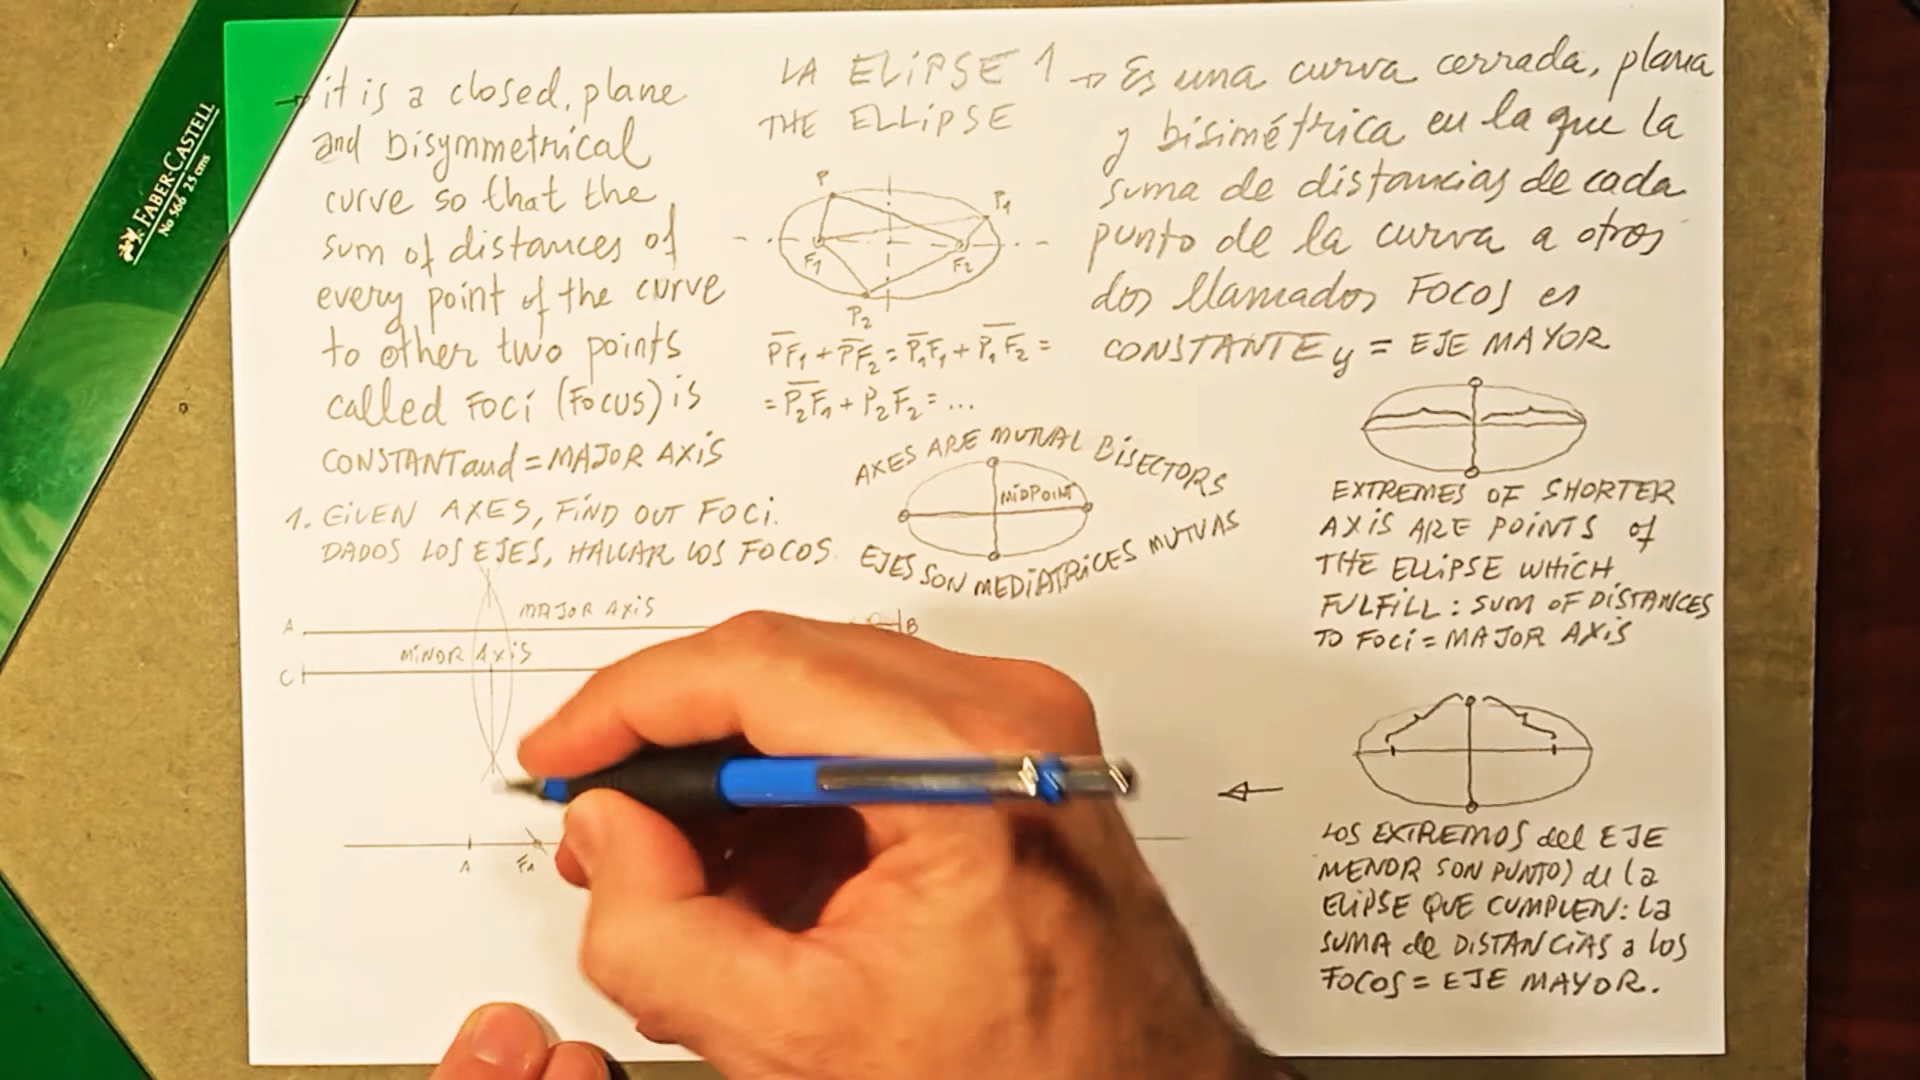 FABER-CASTELL
No 566 25 cms
→ it is a closed, plane
and bisymmetrical
curve so that the
sum of distances of
every point of the curve
to other two points
called FOCI (FOCUS) is
CONSTANT and = MAJOR AXIS
LA ELIPSE 1
THE ELLIPSE
→ Es una curva cerrada, plana
y bisimétrica en la que la
suma de distancias de cada
punto de la curva a otros
dos llamados FOCOS es
CONSTANTE y = EJE MAYOR
P
P1
F1
F2
P2
PF1 + PF2 = P1F1 + P1F2 =
= P2F1 + P2F2 = ...
AXES ARE MUTUAL BISECTORS
MIDPOINT
EJES SON MEDIATRICES MUTUAS
1. GIVEN AXES, FIND OUT FOCI.
DADOS LOS EJES, HALLAR LOS FOCOS.
MAJOR AXIS
A
B
MINOR AXIS
C
A
F1
EXTREMES OF SHORTER
AXIS ARE POINTS of
THE ELLIPSE WHICH
FULFILL: SUM OF DISTANCES
TO FOCI = MAJOR AXIS
LOS EXTREMOS del EJE
MENOR SON PUNTOS de la
ELIPSE QUE CUMPLEN: La
SUMA de DISTANCIAS a los
FOCOS = EJE MAYOR.